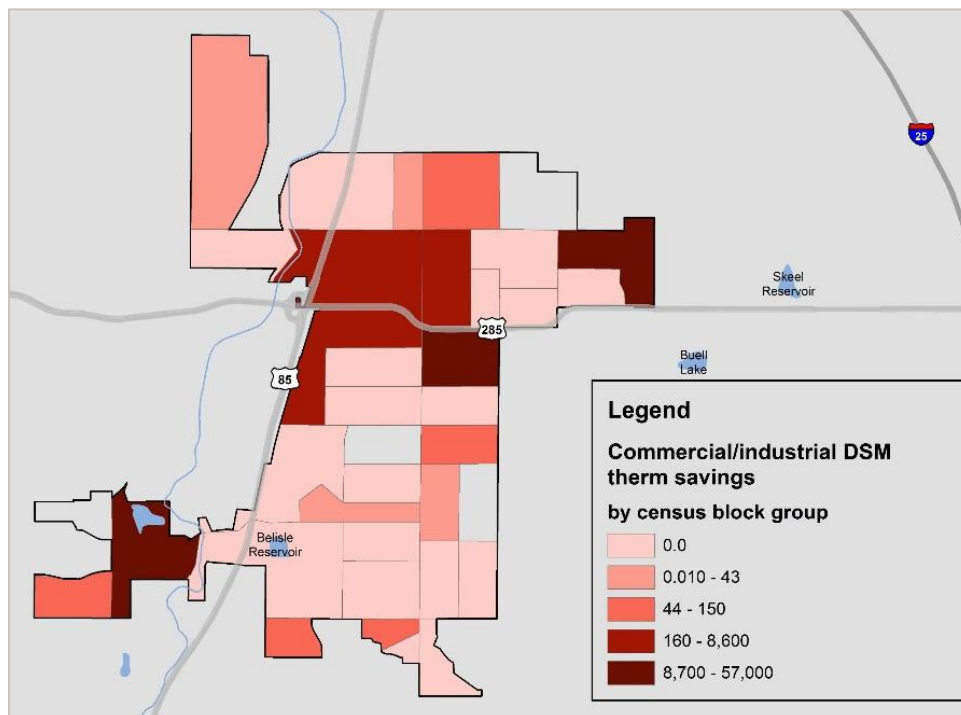 25
Skeel
Reservoir
285
Buell
Lake
85
Legend
Commercial/industrial DSM
therm savings
by census block group
0.0
0.010 - 43
44 - 150
160 - 8,600
8,700 - 57,000
Belisle
Reservoir